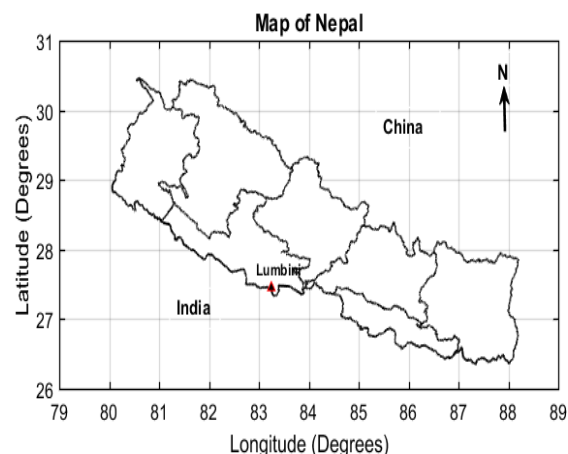 Map of Nepal
31
30
29
28
27
26
Latitude (Degrees)
N
China
Lumbini
India
79 80 81 82 83 84 85 86 87 88 89
Longitude (Degrees)